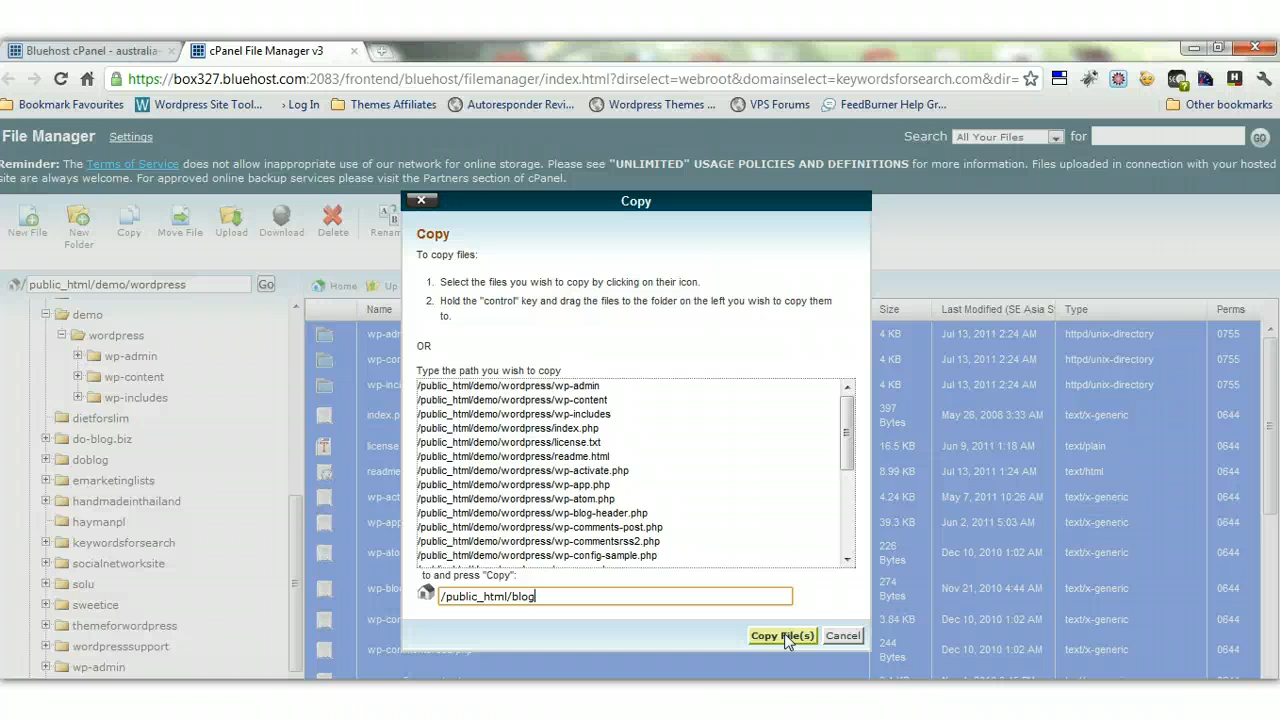 Bluehost cPanel - australia-
cPanel File Manager v3
https://box327.bluehost.com:2083/frontend/bluehost/filemanager/index.html?dirselect=webroot&domainselect=keywordsforsearch.com&dir=
Bookmark Favourites Wordpress Site Tool... Log In Themes Affiliates Autoresponder Revi... Wordpress Themes ... VPS Forums FeedBurner Help Gr... Other bookmarks
File Manager Settings
Search All Your Files for GO
Reminder: The Terms of Service does not allow inappropriate use of our network for online storage. Please see "UNLIMITED" USAGE POLICIES AND DEFINITIONS for more information. Files uploaded in connection with your hosted
site are always welcome. For approved online backup services please visit the Partners section of cPanel.
New File
New Folder
Copy
Move File
Upload
Download
Delete
Renam
/public_html/demo/wordpress Go
Home Up
demo
wordpress
wp-admin
wp-content
wp-includes
dietforslim
do-blog.biz
doblog
emarketinglists
handmadeinthailand
haymanpl
keywordsforsearch
socialnetworksite
solu
sweetice
themeforwordpress
wordpresssupport
wp-admin
Copy
Copy
To copy files:
1. Select the files you wish to copy by clicking on their icon.
2. Hold the "control" key and drag the files to the folder on the left you wish to copy them
to.
OR
Type the path you wish to copy
/public_html/demo/wordpress/wp-admin
/public_html/demo/wordpress/wp-content
/public_html/demo/wordpress/wp-includes
/public_html/demo/wordpress/index.php
/public_html/demo/wordpress/license.txt
/public_html/demo/wordpress/readme.html
/public_html/demo/wordpress/wp-activate.php
/public_html/demo/wordpress/wp-app.php
/public_html/demo/wordpress/wp-atom.php
/public_html/demo/wordpress/wp-blog-header.php
/public_html/demo/wordpress/wp-comments-post.php
/public_html/demo/wordpress/wp-commentsrss2.php
/public_html/demo/wordpress/wp-config-sample.php
to and press "Copy":
/public_html/blog
Copy File(s) Cancel
Name Size Last Modified (SE Asia S Type Perms
wp-adm 4 KB Jul 13, 2011 2:24 AM httpd/unix-directory 0755
wp-con 4 KB Jul 13, 2011 2:24 AM httpd/unix-directory 0755
wp-inc 4 KB Jul 13, 2011 2:24 AM httpd/unix-directory 0755
index.p 397 Bytes May 26, 2008 3:33 AM text/x-generic 0644
license 16.5 KB Jun 9, 2011 1:18 AM text/plain 0644
readme 8.99 KB Jul 13, 2011 1:24 AM text/html 0644
wp-act 4.24 KB May 7, 2011 10:26 AM text/x-generic 0644
wp-app 39.3 KB Jun 2, 2011 5:03 AM text/x-generic 0644
wp-ato 226 Bytes Dec 10, 2010 1:02 AM text/x-generic 0644
wp-blo 274 Bytes Nov 21, 2010 4:44 AM text/x-generic 0644
wp-con 3.84 KB Dec 10, 2010 1:02 AM text/x-generic 0644
244 Bytes Dec 10, 2010 1:02 AM text/x-generic 0644